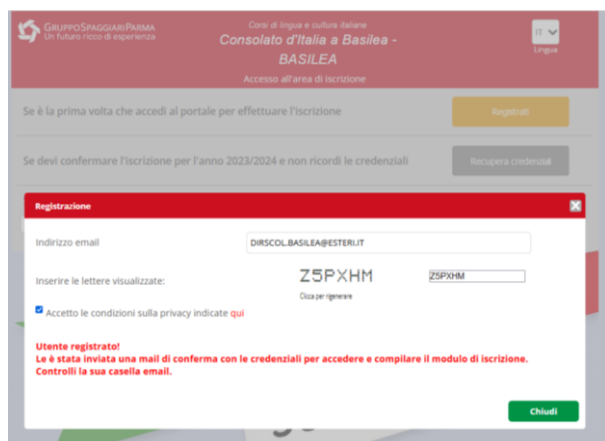 GRUPPOSPAGGIARIPARMA
Un futuro ricco di esperienza
Corsi di lingua e cultura italiane
Consolato d'Italia a Basilea -
BASILEA
Accesso all'area di iscrizione
IT
Lingua
Se è la prima volta che accedi al portale per effettuare l'iscrizione
Registrati
Se devi confermare l'iscrizione per l'anno 2023/2024 e non ricordi le credenziali
Recupera credenziali
Registrazione
Indirizzo email
DIRSCOL.BASILEA@ESTERI.IT
Inserire le lettere visualizzate:
Z5PXHM
Z5PXHM
Clicca per rigenerare
Accetto le condizioni sulla privacy indicate qui
Utente registrato!
Le è stata inviata una mail di conferma con le credenziali per accedere e compilare il modulo di iscrizione.
Controlli la sua casella email.
Chiudi